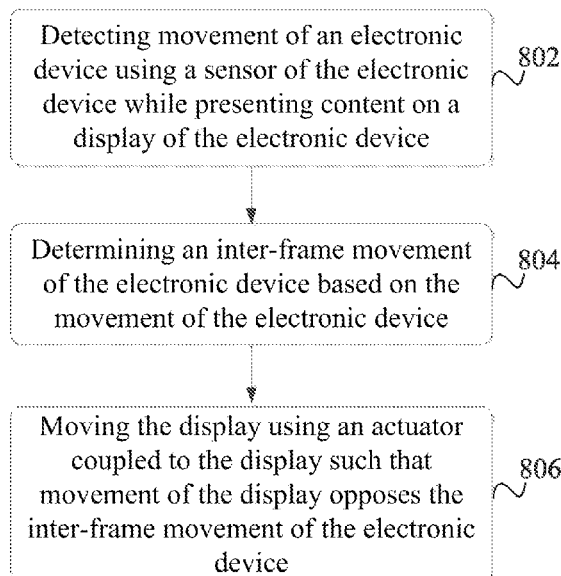 Detecting movement of an electronic
device using a sensor of the electronic
device while presenting content on a
display of the electronic device
802
Determining an inter-frame movement
of the electronic device based on the
movement of the electronic device
804
Moving the display using an actuator
coupled to the display such that
movement of the display opposes the
inter-frame movement of the electronic
device
806